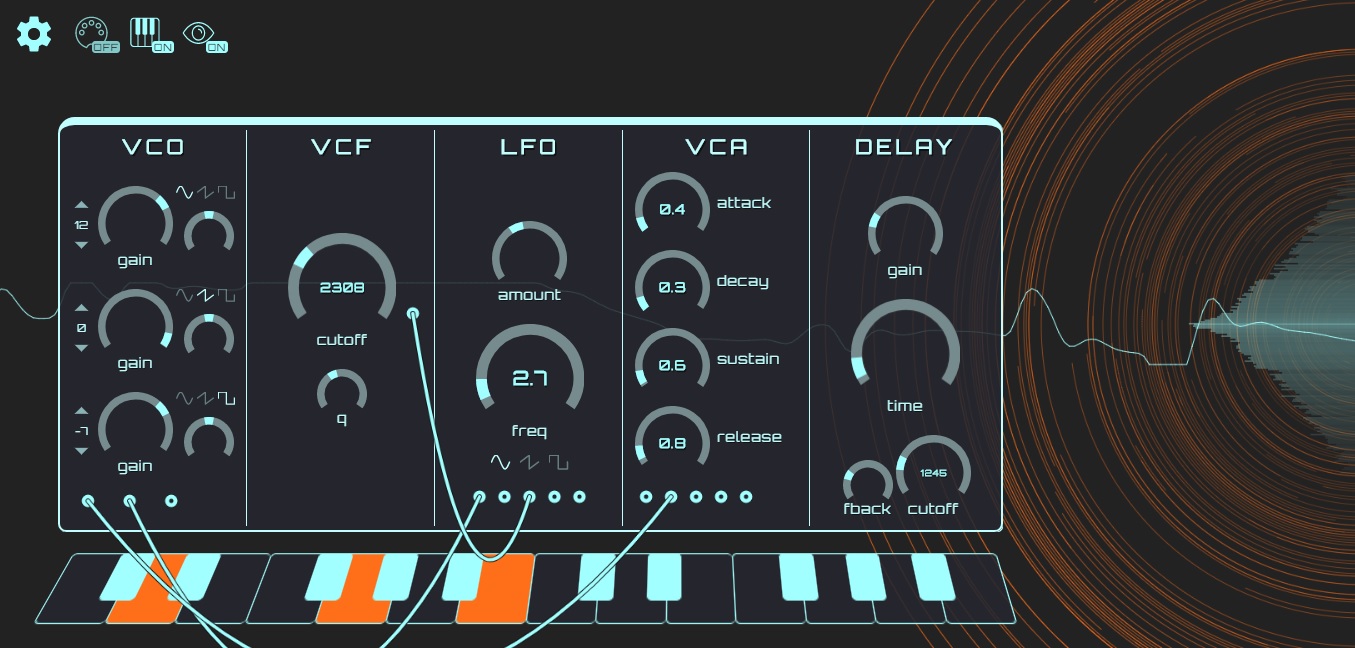 OFF ON ON
VCO VCF LFO VCA DELAY
12
gain
0
gain
-7
gain
2308
cutoff
q
amount
2.7
freq
0.4 attack
0.3 decay
0.6 sustain
0.8 release
gain
time
1245
fback cutoff